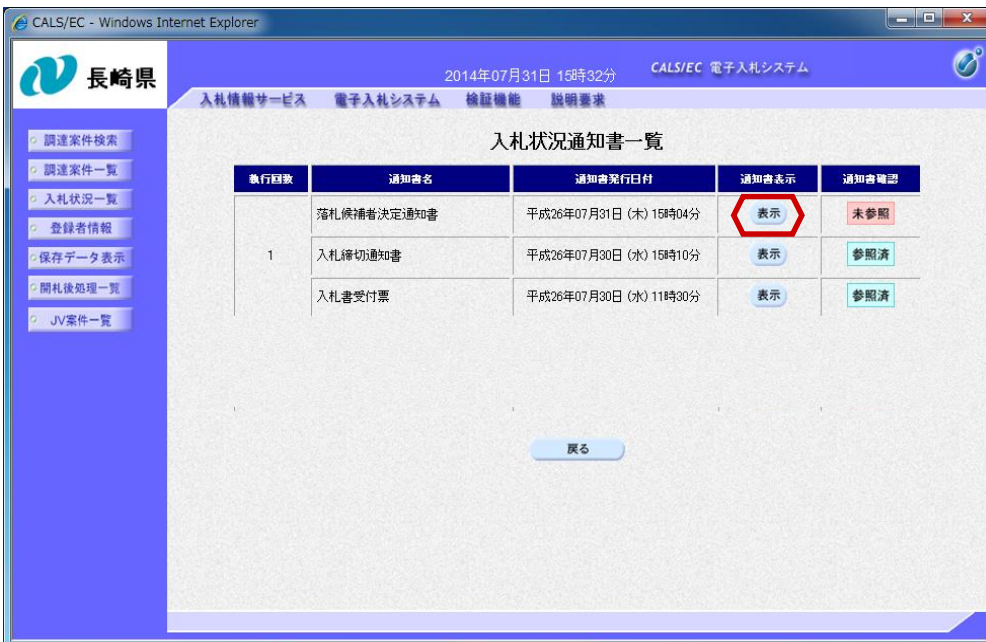 CALS/EC - Windows Internet Explorer
長崎県
2014年07月31日 15時32分
CALS/EC 電子入札システム
入札情報サービス 電子入札システム 検証機能 説明要求
調達案件検索
調達案件一覧
入札状況一覧
登録者情報
保存データ表示
開札後処理一覧
JV案件一覧
入札状況通知書一覧
執行回数 通知書名 通知書発行日付 通知書表示 通知書確認
落札候補者決定通知書 平成26年07月31日 (木) 15時04分 表示 未参照
1 入札締切通知書 平成26年07月30日 (水) 15時10分 表示 参照済
入札書受付票 平成26年07月30日 (水) 11時30分 表示 参照済
戻る